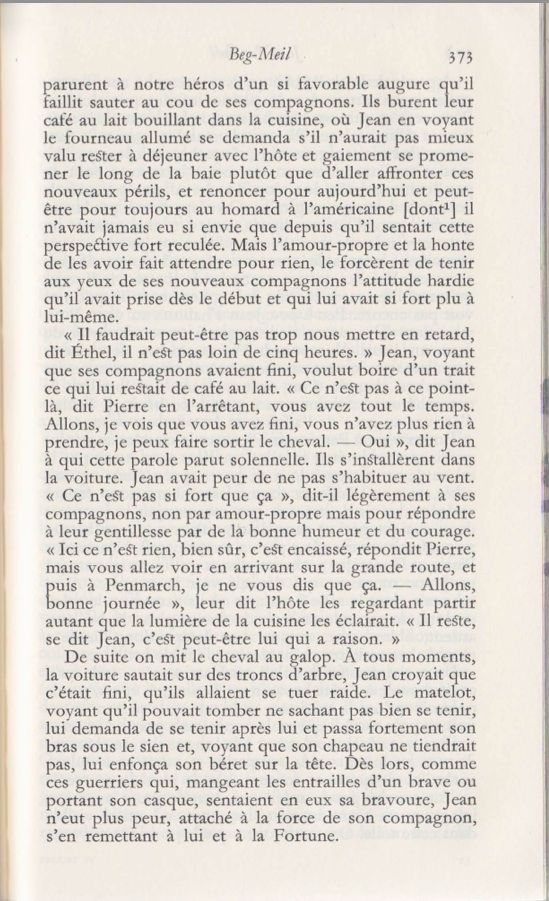 Beg-Meil 373
parurent à notre héros d'un si favorable augure qu'il
faillit sauter au cou de ses compagnons. Ils burent leur
café au lait bouillant dans la cuisine, où Jean en voyant
le fourneau allumé se demanda s'il n'aurait pas mieux
valu rester à déjeuner avec l'hôte et gaiement se prome-
ner le long de la baie plutôt que d'aller affronter ces
nouveaux périls, et renoncer pour aujourd'hui et peut-
être pour toujours au homard à l'américaine [dont¹] il
n'avait jamais eu si envie que depuis qu'il sentait cette
perspective fort reculée. Mais l'amour-propre et la honte
de les avoir fait attendre pour rien, le forcèrent de tenir
aux yeux de ses nouveaux compagnons l'attitude hardie
qu'il avait prise dès le début et qui lui avait si fort plu à
lui-même.
« Il faudrait peut-être pas trop nous mettre en retard,
dit Éthel, il n'est pas loin de cinq heures. » Jean, voyant
que ses compagnons avaient fini, voulut boire d'un trait
ce qui lui restait de café au lait. « Ce n'est pas à ce point-
là, dit Pierre en l'arrêtant, vous avez tout le temps.
Allons, je vois que vous avez fini, vous n'avez plus rien à
prendre, je peux faire sortir le cheval. — Oui », dit Jean
à qui cette parole parut solennelle. Ils s'installèrent dans
la voiture. Jean avait peur de ne pas s'habituer au vent.
« Ce n'est pas si fort que ça », dit-il légèrement à ses
compagnons, non par amour-propre mais pour répondre
à leur gentillesse par de la bonne humeur et du courage.
« Ici ce n'est rien, bien sûr, c'est encaissé, répondit Pierre,
mais vous allez voir en arrivant sur la grande route, et
puis à Penmarch, je ne vous dis que ça. — Allons,
bonne journée », leur dit l'hôte les regardant partir
autant que la lumière de la cuisine les éclairait. « Il reste,
se dit Jean, c'est peut-être lui qui a raison. »
De suite on mit le cheval au galop. À tous moments,
la voiture sautait sur des troncs d'arbre, Jean croyait que
c'était fini, qu'ils allaient se tuer raide. Le matelot,
voyant qu'il pouvait tomber ne sachant pas bien se tenir,
lui demanda de se tenir après lui et passa fortement son
bras sous le sien et, voyant que son chapeau ne tiendrait
pas, lui enfonça son béret sur la tête. Dès lors, comme
ces guerriers qui, mangeant les entrailles d'un brave ou
portant son casque, sentaient en eux sa bravoure, Jean
n'eut plus peur, attaché à la force de son compagnon,
s'en remettant à lui et à la Fortune.